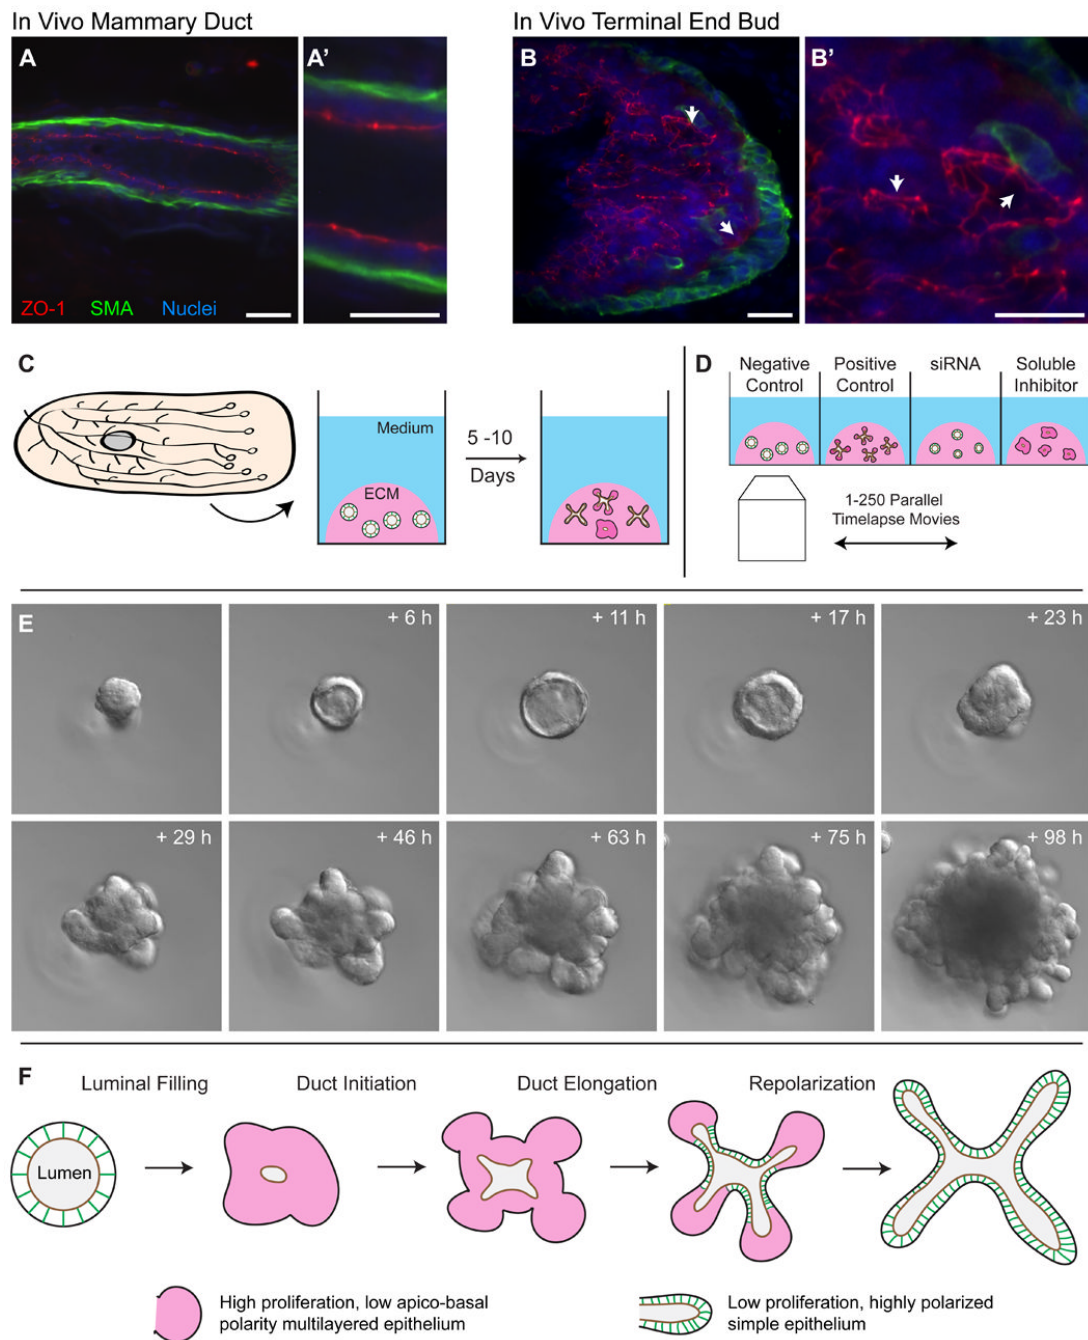 In Vivo Mammary Duct
In Vivo Terminal End Bud
A
A'
B
B'
ZO-1 SMA Nuclei
C
Medium
ECM
5 -10
Days
D
Negative
Control
Positive
Control
siRNA
Soluble
Inhibitor
1-250 Parallel
Timelapse Movies
E
+ 6 h
+ 11 h
+ 17 h
+ 23 h
+ 29 h
+ 46 h
+ 63 h
+ 75 h
+ 98 h
F
Luminal Filling
Duct Initiation
Duct Elongation
Repolarization
Lumen
High proliferation, low apico-basal
polarity multilayered epithelium
Low proliferation, highly polarized
simple epithelium